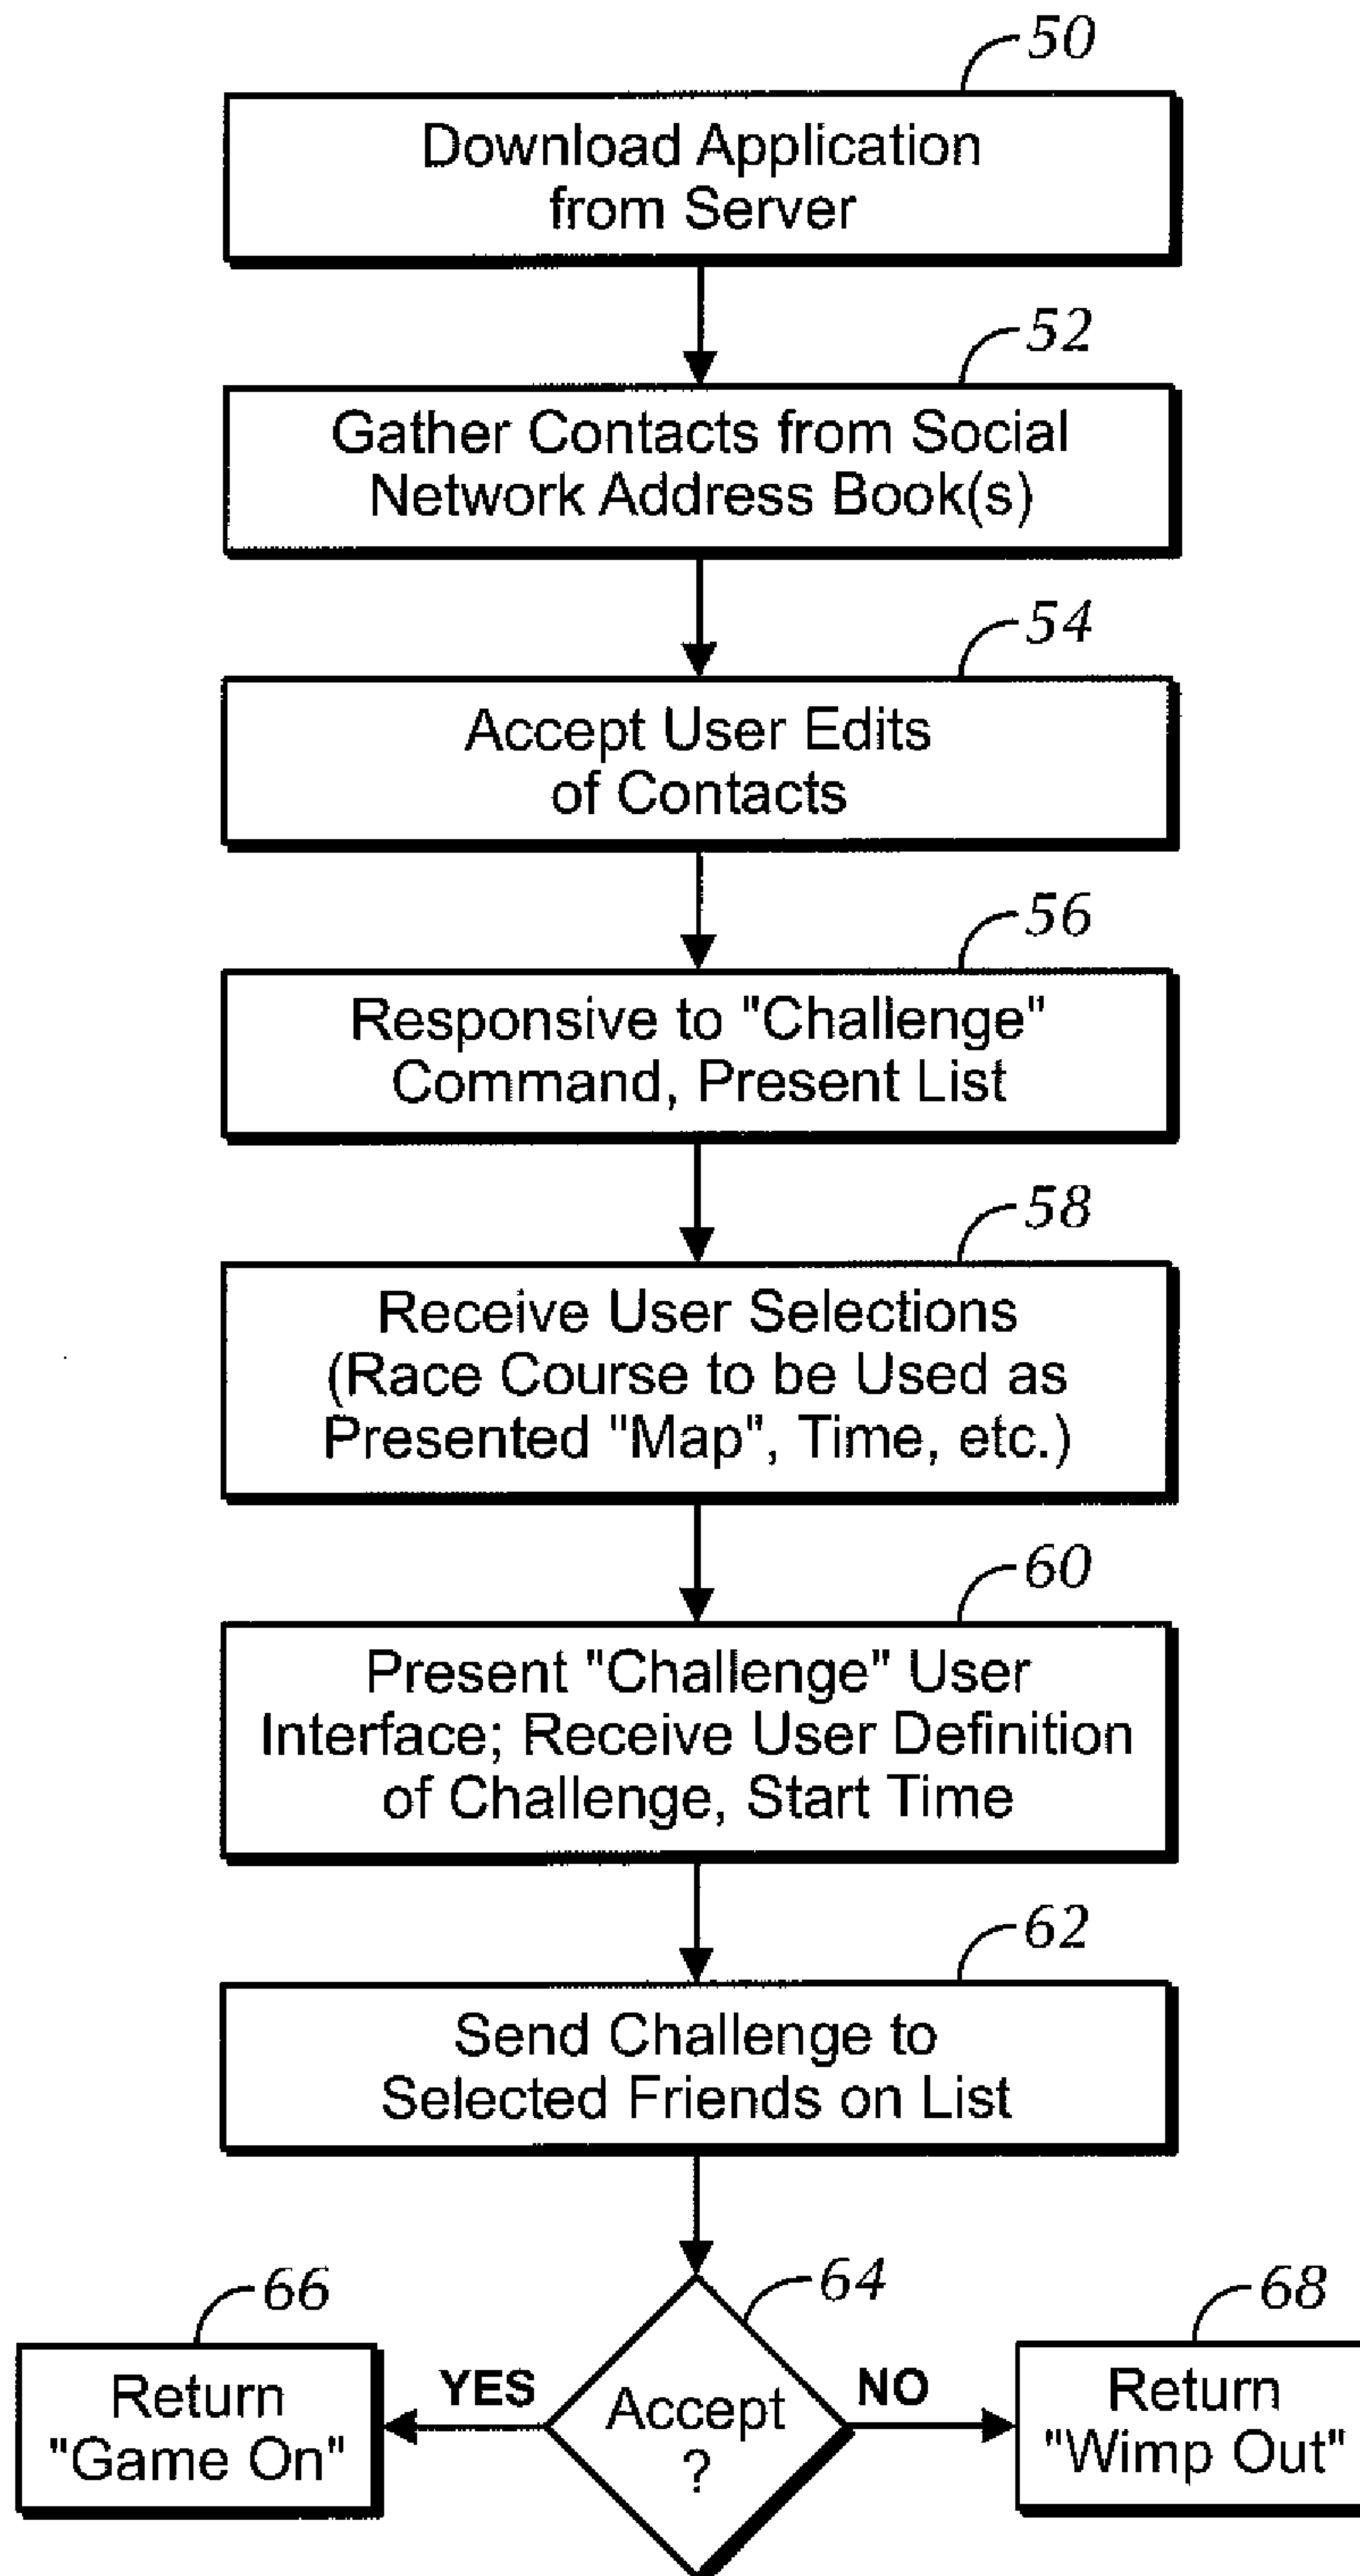 50
Download Application
from Server
52
Gather Contacts from Social
Network Address Book(s)
54
Accept User Edits
of Contacts
56
Responsive to "Challenge"
Command, Present List
58
Receive User Selections
(Race Course to be Used as
Presented "Map", Time, etc.)
60
Present "Challenge" User
Interface; Receive User Definition
of Challenge, Start Time
62
Send Challenge to
Selected Friends on List
64
Accept
?
YES
66
Return
"Game On"
NO
68
Return
"Wimp Out"